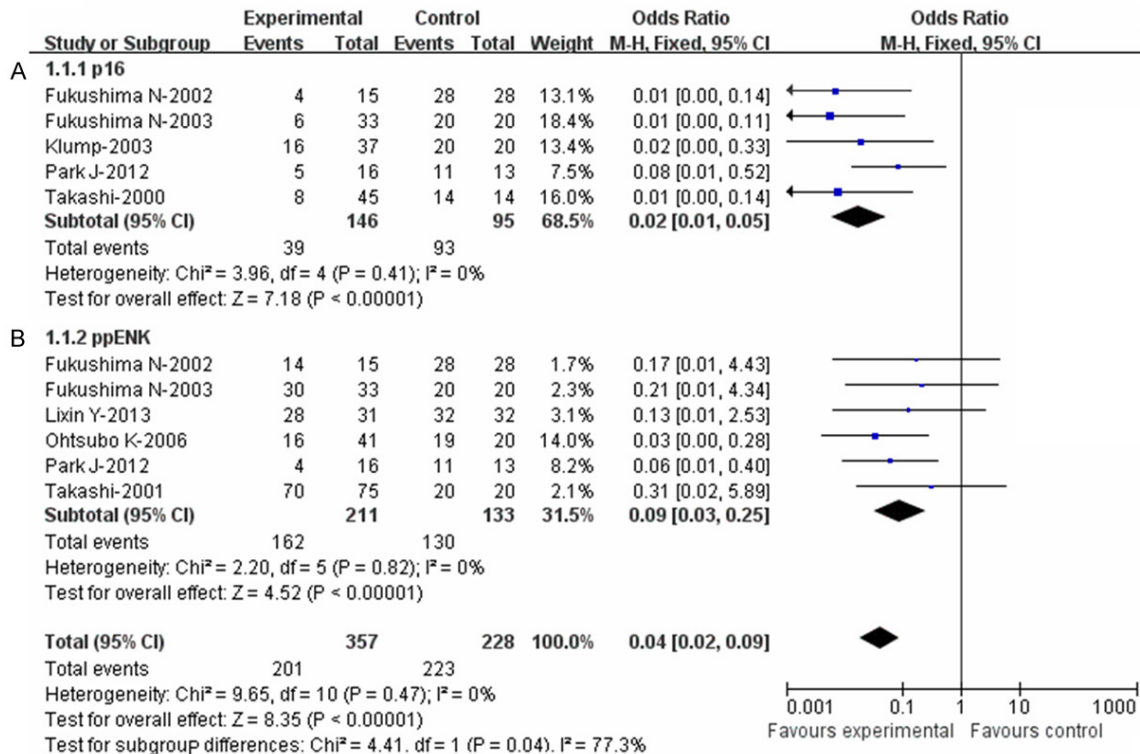 Experimental Control Odds Ratio Odds Ratio
Study or Subgroup Events Total Events Total Weight M-H, Fixed, 95% CI M-H, Fixed, 95% CI
A 1.1.1 p16
Fukushima N-2002 4 15 28 28 13.1% 0.01 [0.00, 0.14]
Fukushima N-2003 6 33 20 20 18.4% 0.01 [0.00, 0.11]
Klump-2003 16 37 20 20 13.4% 0.02 [0.00, 0.33]
Park J-2012 5 16 11 13 7.5% 0.08 [0.01, 0.52]
Takashi-2000 8 45 14 14 16.0% 0.01 [0.00, 0.14]
Subtotal (95% CI) 146 95 68.5% 0.02 [0.01, 0.05]
Total events 39 93
Heterogeneity: Chi² = 3.96, df = 4 (P = 0.41); I² = 0%
Test for overall effect: Z = 7.18 (P < 0.00001)
B 1.1.2 ppENK
Fukushima N-2002 14 15 28 28 1.7% 0.17 [0.01, 4.43]
Fukushima N-2003 30 33 20 20 2.3% 0.21 [0.01, 4.34]
Lixin Y-2013 28 31 32 32 3.1% 0.13 [0.01, 2.53]
Ohtsubo K-2006 16 41 19 20 14.0% 0.03 [0.00, 0.28]
Park J-2012 4 16 11 13 8.2% 0.06 [0.01, 0.40]
Takashi-2001 70 75 20 20 2.1% 0.31 [0.02, 5.89]
Subtotal (95% CI) 211 133 31.5% 0.09 [0.03, 0.25]
Total events 162 130
Heterogeneity: Chi² = 2.20, df = 5 (P = 0.82); I² = 0%
Test for overall effect: Z = 4.52 (P < 0.00001)
Total (95% CI) 357 228 100.0% 0.04 [0.02, 0.09]
Total events 201 223
Heterogeneity: Chi² = 9.65, df = 10 (P = 0.47); I² = 0%
Test for overall effect: Z = 8.35 (P < 0.00001)
Test for subgroup differences: Chi² = 4.41, df = 1 (P = 0.04), I² = 77.3%
0.001 0.1 1 10 1000
Favours experimental Favours control